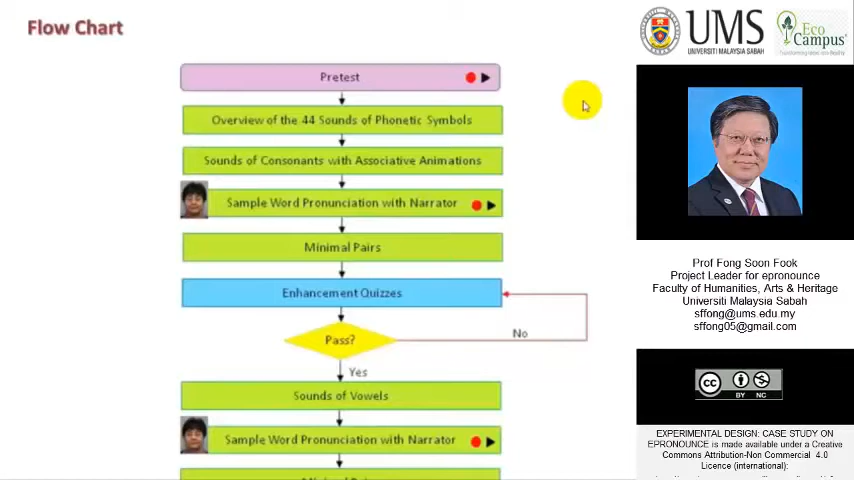 Flow Chart
UMS
UNIVERSITI MALAYSIA SABAH
Eco
Campus
Pretest
Overview of the 44 Sounds of Phonetic Symbols
Sounds of Consonants with Associative Animations
Sample Word Pronunciation with Narrator
Minimal Pairs
Enhancement Quizzes
Pass?
No
Yes
Sounds of Vowels
Sample Word Pronunciation with Narrator
Prof Fong Soon Fook
Project Leader for epronounce
Faculty of Humanities, Arts & Heritage
Universiti Malaysia Sabah
sffong@ums.edu.my
sffong05@gmail.com
cc
BY NC
EXPERIMENTAL DESIGN: CASE STUDY ON
EPRONOUNCE is made available under a Creative
Commons Attribution-Non Commercial 4.0
Licence (international):